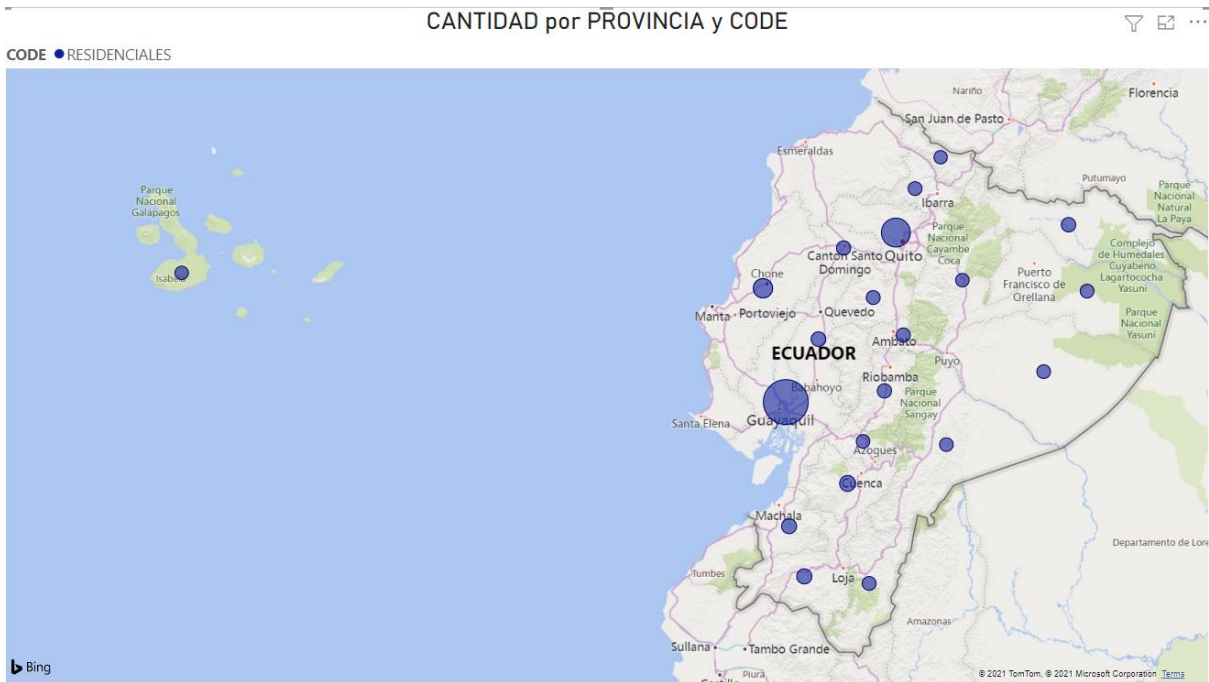 CANTIDAD por PROVINCIA y CODE
CODE RESIDENCIALES
Nariño
Florencia
San Juan de Pasto
Esmeraldas
Putumayo
Parque
Nacional
Natural
La Paya
Parque
Nacional
Galápagos
Ibarra
Parque
Nacional
Cayambe
Coca
Complejo
de Humedales
Cuyabeno
Lagartococha
Yasuni
Cantón Santo
Domingo
Quito
Isabela
Chone
Puerto
Francisco de
Orellana
Manta
Portoviejo
Quevedo
Parque
Nacional
Yasuní
Ambato
ECUADOR
Puyo
Riobamba
Babahoyo
Parque
Nacional
Sangay
Santa Elena
Guayaquil
Azogues
Cuenca
Machala
Departamento de Lore
Tumbes
Loja
Amazonas
Sullana
Tambo Grande
Bing
Piura
© 2021 TomTom, © 2021 Microsoft Corporation Terms